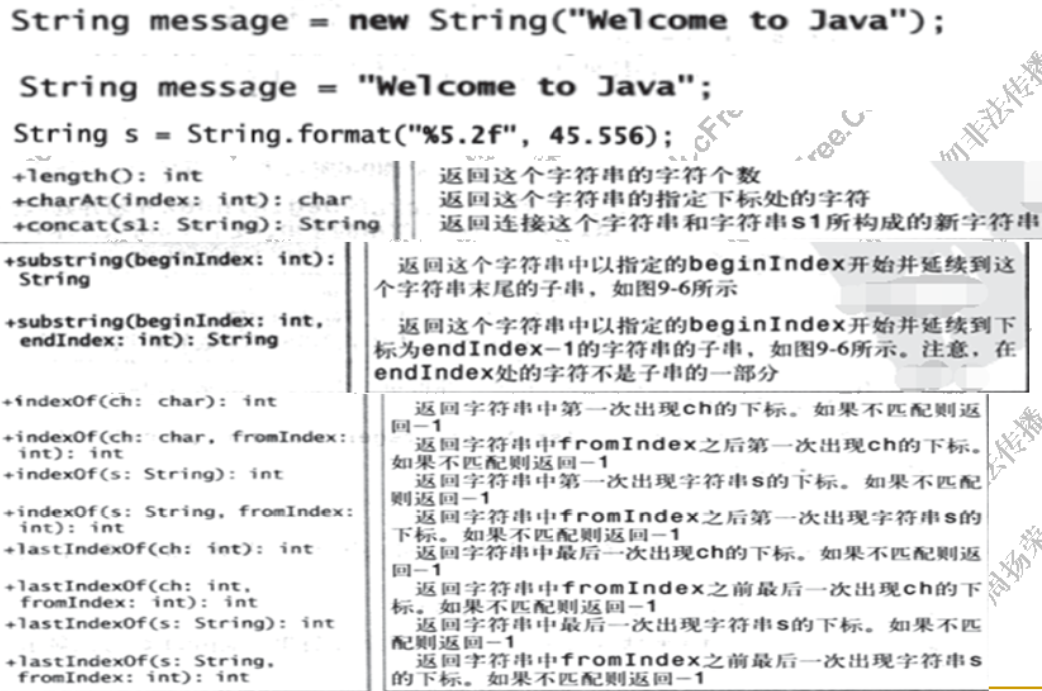 String message = new String("Welcome to Java");
String message = "Welcome to Java";
String s = String.format("%5.2f", 45.556);
+length(): int 返回这个字符串的字符个数
+charAt(index: int): char 返回这个字符串的指定下标处的字符
+concat(s1: String): String 返回连接这个字符串和字符串s1所构成的新字符串
+substring(beginIndex: int):
String
返回这个字符串中以指定的beginIndex开始并延续到这
个字符串末尾的子串，如图9-6所示
+substring(beginIndex: int,
endIndex: int): String
返回这个字符串中以指定的beginIndex开始并延续到下
标为endIndex-1的字符串的子串，如图9-6所示。注意，在
endIndex处的字符不是子串的一部分
+indexOf(ch: char): int
返回字符串中第一次出现ch的下标。如果不匹配则返
回-1
+indexOf(ch: char, fromIndex:
int): int
返回字符串中fromIndex之后第一次出现ch的下标。
如果不匹配则返回-1
+indexOf(s: String): int
返回字符串中第一次出现字符串s的下标。如果不匹配
则返回-1
+indexOf(s: String, fromIndex:
int): int
返回字符串中fromIndex之后第一次出现字符串s的
下标。如果不匹配则返回-1
+lastIndexOf(ch: int): int
返回字符串中最后一次出现ch的下标。如果不匹配则返
回-1
+lastIndexOf(ch: int,
fromIndex: int): int
返回字符串中fromIndex之前最后一次出现ch的下
标。如果不匹配则返回-1
+lastIndexOf(s: String): int
返回字符串中最后一次出现字符串s的下标。如果不匹
配则返回-1
+lastIndexOf(s: String,
fromIndex: int): int
返回字符串中fromIndex之前最后一次出现字符串s
的下标。如果不匹配则返回-1
勿非法传播